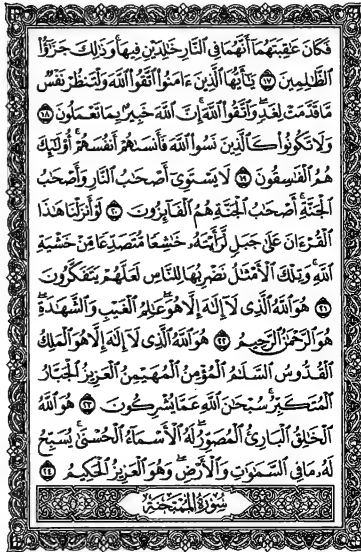 فَكَانَ عَٰقِبَتَهُمَآ أَنَّهُمَا فِي ٱلنَّارِ خَٰلِدَيْنِ فِيهَا ۚ وَذَٰلِكَ جَزَٰٓؤُا۟
ٱلظَّٰلِمِينَ ١٧ يَٰٓأَيُّهَا ٱلَّذِينَ ءَامَنُوا۟ ٱتَّقُوا۟ ٱللَّهَ وَلْتَنظُرْ نَفْسٌ
مَّا قَدَّمَتْ لِغَدٍ ۖ وَٱتَّقُوا۟ ٱللَّهَ ۚ إِنَّ ٱللَّهَ خَبِيرٌۢ بِمَا تَعْمَلُونَ ١٨
وَلَا تَكُونُوا۟ كَٱلَّذِينَ نَسُوا۟ ٱللَّهَ فَأَنسَىٰهُمْ أَنفُسَهُمْ ۚ أُو۟لَٰٓئِكَ
هُمُ ٱلْفَٰسِقُونَ ١٩ لَا يَسْتَوِىٓ أَصْحَٰبُ ٱلنَّارِ وَأَصْحَٰبُ
ٱلْجَنَّةِ ۚ أَصْحَٰبُ ٱلْجَنَّةِ هُمُ ٱلْفَآئِزُونَ ٢٠ لَوْ أَنزَلْنَا هَٰذَا
ٱلْقُرْءَانَ عَلَىٰ جَبَلٍ لَّرَأَيْتَهُۥ خَٰشِعًا مُّتَصَدِّعًا مِّنْ خَشْيَةِ
ٱللَّهِ ۚ وَتِلْكَ ٱلْأَمْثَٰلُ نَضْرِبُهَا لِلنَّاسِ لَعَلَّهُمْ يَتَفَكَّرُونَ
٢١ هُوَ ٱللَّهُ ٱلَّذِى لَآ إِلَٰهَ إِلَّا هُوَ ۖ عَٰلِمُ ٱلْغَيْبِ وَٱلشَّهَٰدَةِ ۖ
هُوَ ٱلرَّحْمَٰنُ ٱلرَّحِيمُ ٢٢ هُوَ ٱللَّهُ ٱلَّذِى لَآ إِلَٰهَ إِلَّا هُوَ ٱلْمَلِكُ
ٱلْقُدُّوسُ ٱلسَّلَٰمُ ٱلْمُؤْمِنُ ٱلْمُهَيْمِنُ ٱلْعَزِيزُ ٱلْجَبَّارُ
ٱلْمُتَكَبِّرُ ۚ سُبْحَٰنَ ٱللَّهِ عَمَّا يُشْرِكُونَ ٢٣ هُوَ ٱللَّهُ
ٱلْخَٰلِقُ ٱلْبَارِئُ ٱلْمُصَوِّرُ ۖ لَهُ ٱلْأَسْمَآءُ ٱلْحُسْنَىٰ ۚ يُسَبِّحُ
لَهُۥ مَا فِى ٱلسَّمَٰوَٰتِ وَٱلْأَرْضِ ۖ وَهُوَ ٱلْعَزِيزُ ٱلْحَكِيمُ ٢٤
سُورَةُ ٱلْمُمْتَحَنَةِ